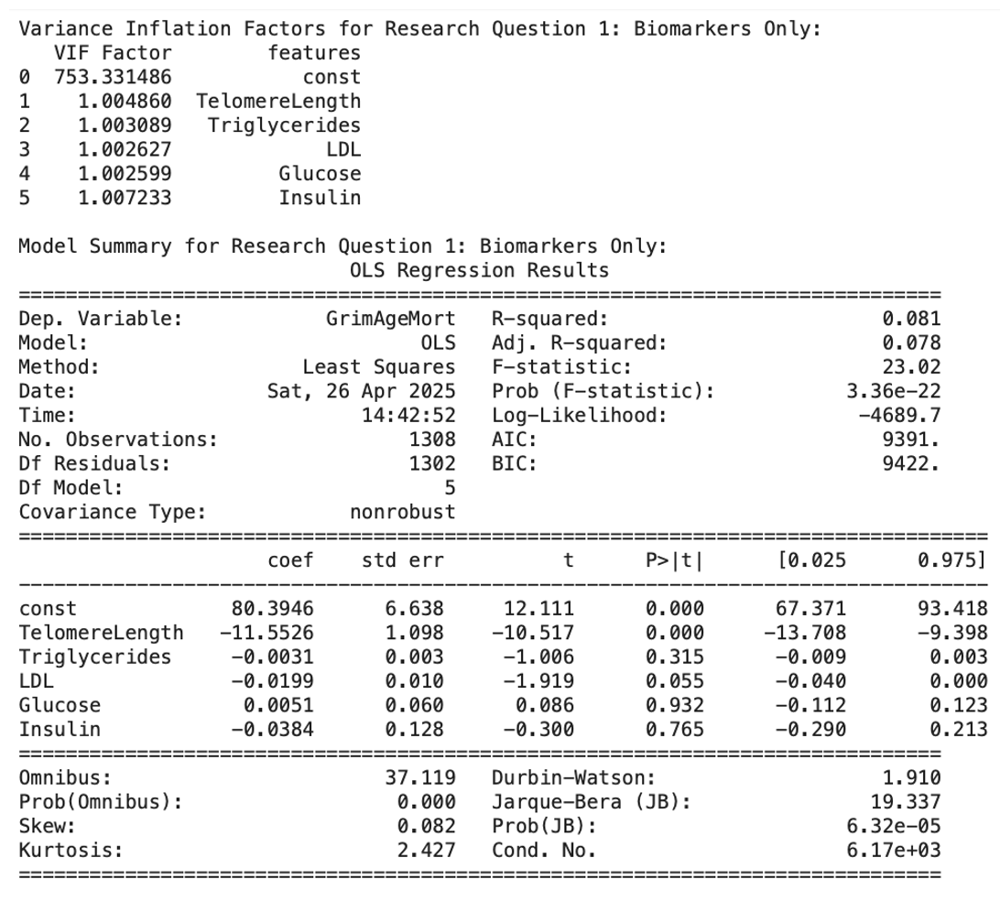 Variance Inflation Factors for Research Question 1: Biomarkers Only:
   VIF Factor        features
0  753.331486           const
1    1.004860  TelomereLength
2    1.003089   Triglycerides
3    1.002627             LDL
4    1.002599         Glucose
5    1.007233         Insulin

Model Summary for Research Question 1: Biomarkers Only:
                            OLS Regression Results
==============================================================================
Dep. Variable:            GrimAgeMort   R-squared:                       0.081
Model:                            OLS   Adj. R-squared:                  0.078
Method:                 Least Squares   F-statistic:                     23.02
Date:                Sat, 26 Apr 2025   Prob (F-statistic):           3.36e-22
Time:                        14:42:52   Log-Likelihood:                -4689.7
No. Observations:                1308   AIC:                             9391.
Df Residuals:                    1302   BIC:                             9422.
Df Model:                           5
Covariance Type:            nonrobust
==================================================================================
                     coef    std err          t      P>|t|      [0.025      0.975]
----------------------------------------------------------------------------------
const             80.3946      6.638     12.111      0.000      67.371      93.418
TelomereLength   -11.5526      1.098    -10.517      0.000     -13.708      -9.398
Triglycerides     -0.0031      0.003     -1.006      0.315      -0.009       0.003
LDL               -0.0199      0.010     -1.919      0.055      -0.040       0.000
Glucose            0.0051      0.060      0.086      0.932      -0.112       0.123
Insulin           -0.0384      0.128     -0.300      0.765      -0.290       0.213
==============================================================================
Omnibus:                       37.119   Durbin-Watson:                   1.910
Prob(Omnibus):                  0.000   Jarque-Bera (JB):               19.337
Skew:                           0.082   Prob(JB):                     6.32e-05
Kurtosis:                       2.427   Cond. No.                     6.17e+03
==============================================================================